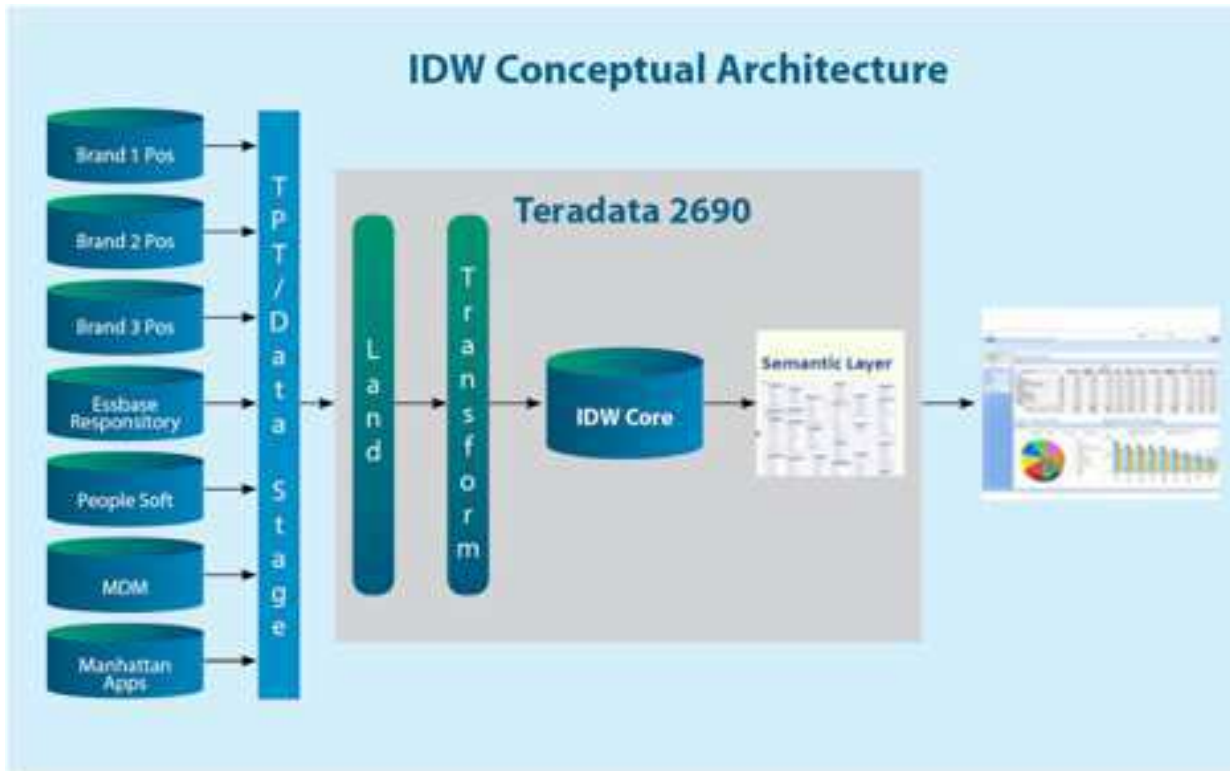 IDW Conceptual Architecture
Brand 1 Pos
Brand 2 Pos
Brand 3 Pos
Essbase
Responsitory
People Soft
MDM
Manhattan
Apps
TPT/Data Stage
Teradata 2690
Land
Transform
IDW Core
Semantic Layer